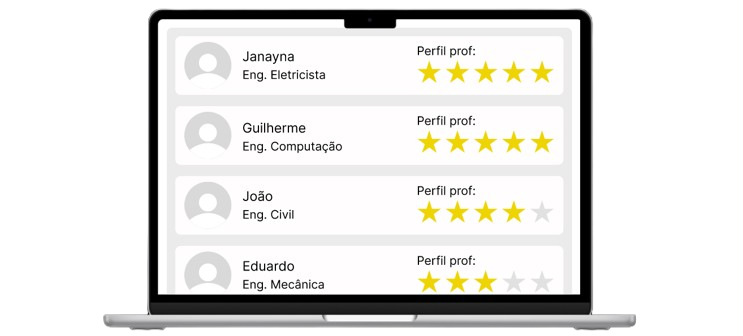 Janayna
Eng. Eletricista
Perfil prof:
Guilherme
Eng. Computação
Perfil prof:
João
Eng. Civil
Perfil prof:
Eduardo
Eng. Mecânica
Perfil prof: